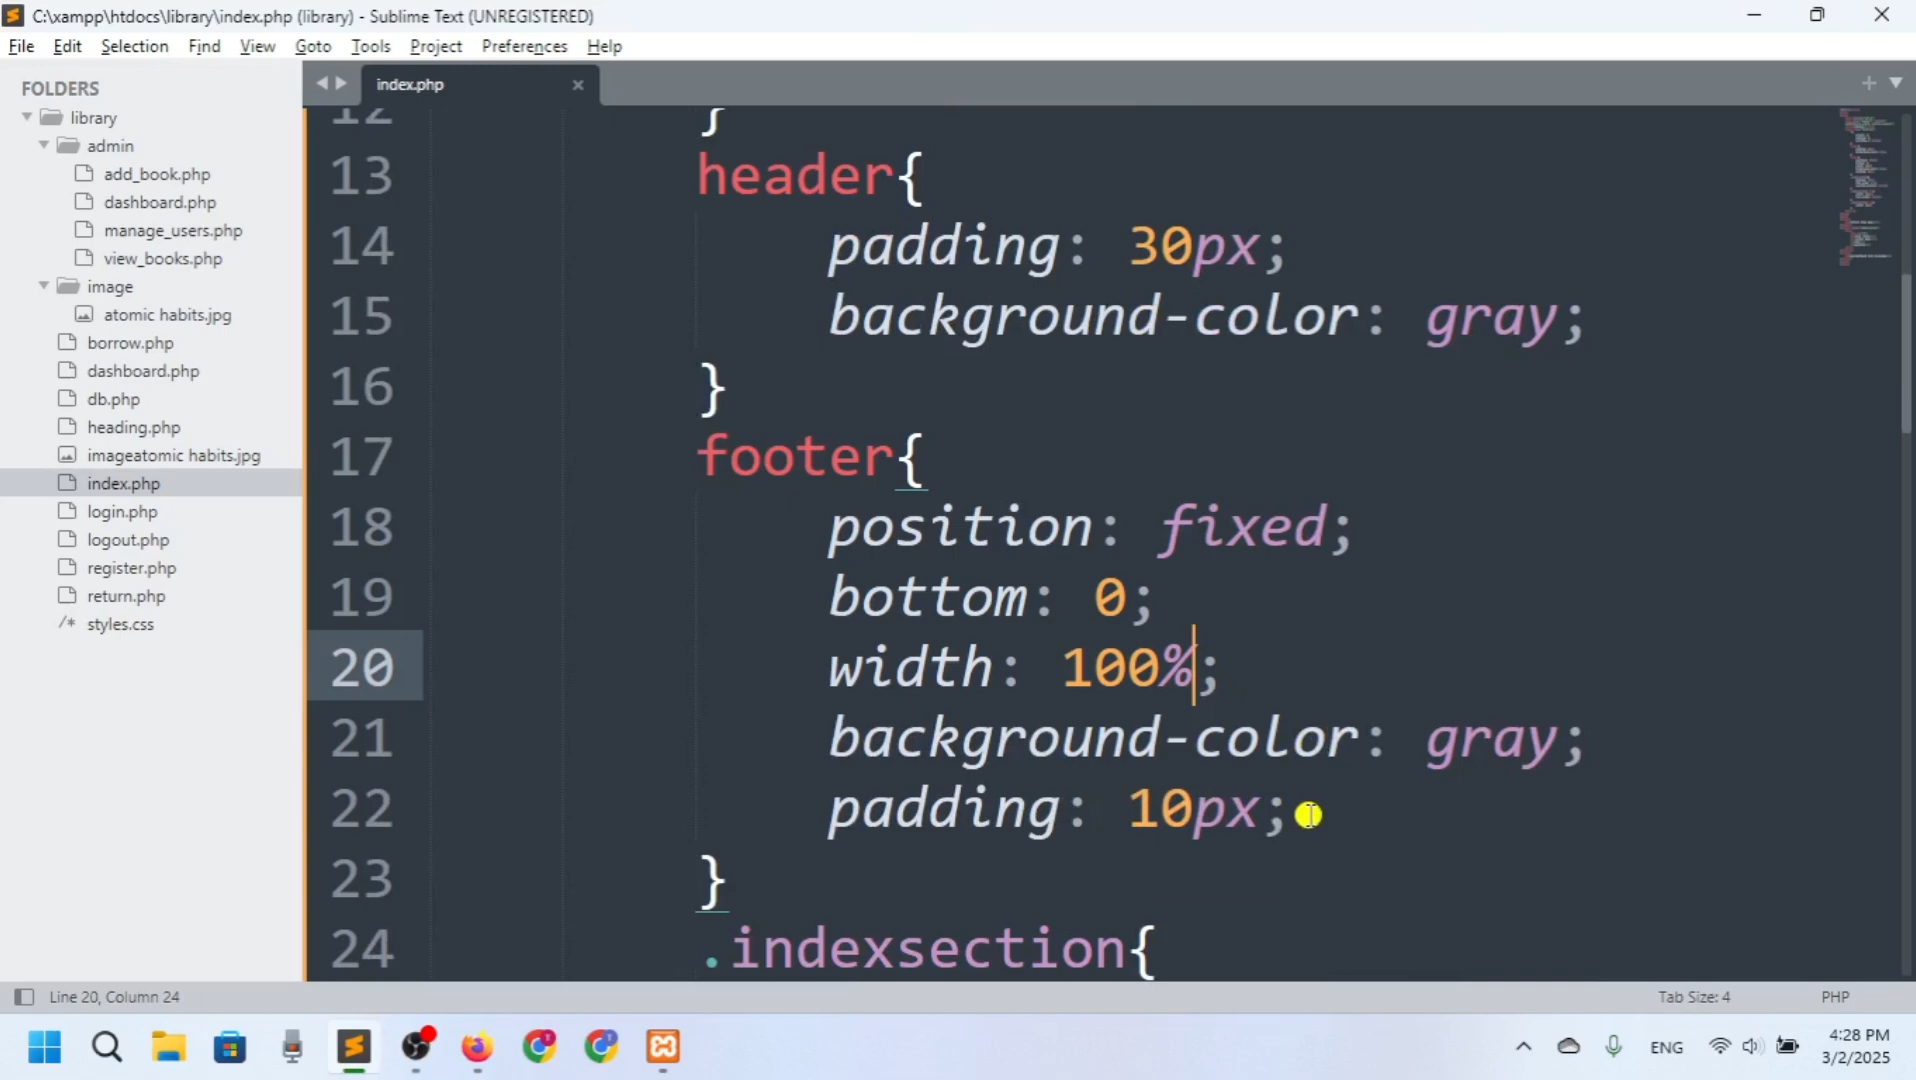 C:\xampp\htdocs\library\index.php (library) - Sublime Text (UNREGISTERED)
File Edit Selection Find View Goto Tools Project Preferences Help
FOLDERS
library
admin
add_book.php
dashboard.php
manage_users.php
view_books.php
image
atomic habits.jpg
borrow.php
dashboard.php
db.php
heading.php
imageatomic habits.jpg
index.php
login.php
logout.php
register.php
return.php
/* styles.css
index.php
12 }
13 header{
14 padding: 30px;
15 background-color: gray;
16 }
17 footer{
18 position: fixed;
19 bottom: 0;
20 width: 100%;
21 background-color: gray;
22 padding: 10px;
23 }
24 .indexsection{
Line 20, Column 24
Tab Size: 4
PHP
ENG
4:28 PM
3/2/2025